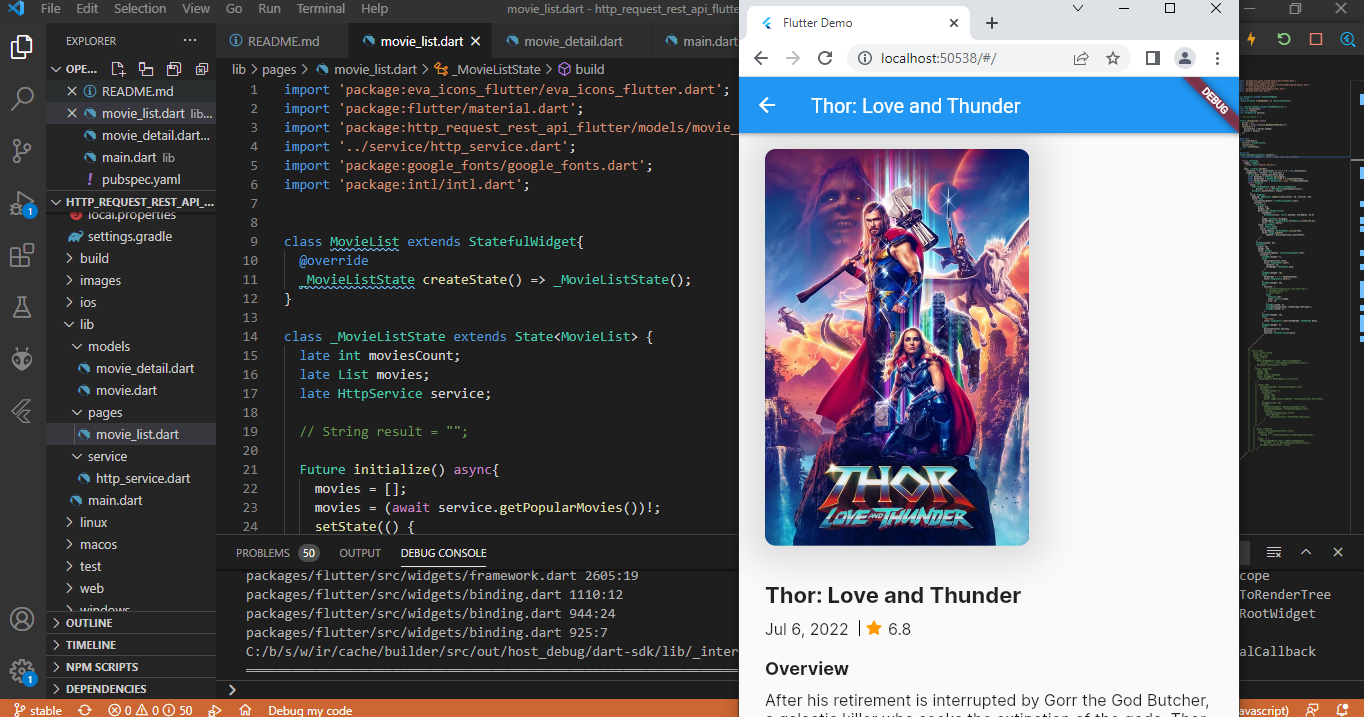 File Edit Selection View Go Run Terminal Help
movie_list.dart - http_request_rest_api_flutte
EXPLORER
OPE...
README.md
movie_list.dart lib...
movie_detail.dart...
main.dart lib
pubspec.yaml
HTTP_REQUEST_REST_API_...
local.properties
settings.gradle
build
images
ios
lib
models
movie_detail.dart
movie.dart
pages
movie_list.dart
service
http_service.dart
main.dart
linux
macos
test
web
windows
OUTLINE
TIMELINE
NPM SCRIPTS
DEPENDENCIES
1
1
README.md
movie_list.dart
movie_detail.dart
main.dart
lib > pages > movie_list.dart > _MovieListState > build
1 import 'package:eva_icons_flutter/eva_icons_flutter.dart';
2 import 'package:flutter/material.dart';
3 import 'package:http_request_rest_api_flutter/models/movie_
4 import '../service/http_service.dart';
5 import 'package:google_fonts/google_fonts.dart';
6 import 'package:intl/intl.dart';
7
8
9 class MovieList extends StatefulWidget{
10 @override
11 _MovieListState createState() => _MovieListState();
12 }
13
14 class _MovieListState extends State<MovieList> {
15 late int moviesCount;
16 late List movies;
17 late HttpService service;
18
19 // String result = "";
20
21 Future initialize() async{
22 movies = [];
23 movies = (await service.getPopularMovies())!;
24 setState(() {
PROBLEMS 50 OUTPUT DEBUG CONSOLE
packages/flutter/src/widgets/framework.dart 2605:19
packages/flutter/src/widgets/binding.dart 1110:12
packages/flutter/src/widgets/binding.dart 944:24
packages/flutter/src/widgets/binding.dart 925:7
C:/b/s/w/ir/cache/builder/src/out/host_debug/dart-sdk/lib/_inter
cope
ToRenderTree
RootWidget
alCallback
stable
0 0 50
Debug my code
avascript)
Flutter Demo
localhost:50538/#/
Thor: Love and Thunder
DEBUG
THOR
LOVE AND THUNDER
Thor: Love and Thunder
Jul 6, 2022 | 6.8
Overview
After his retirement is interrupted by Gorr the God Butcher,
a galactic killer who seeks the extinction of the gods, Thor